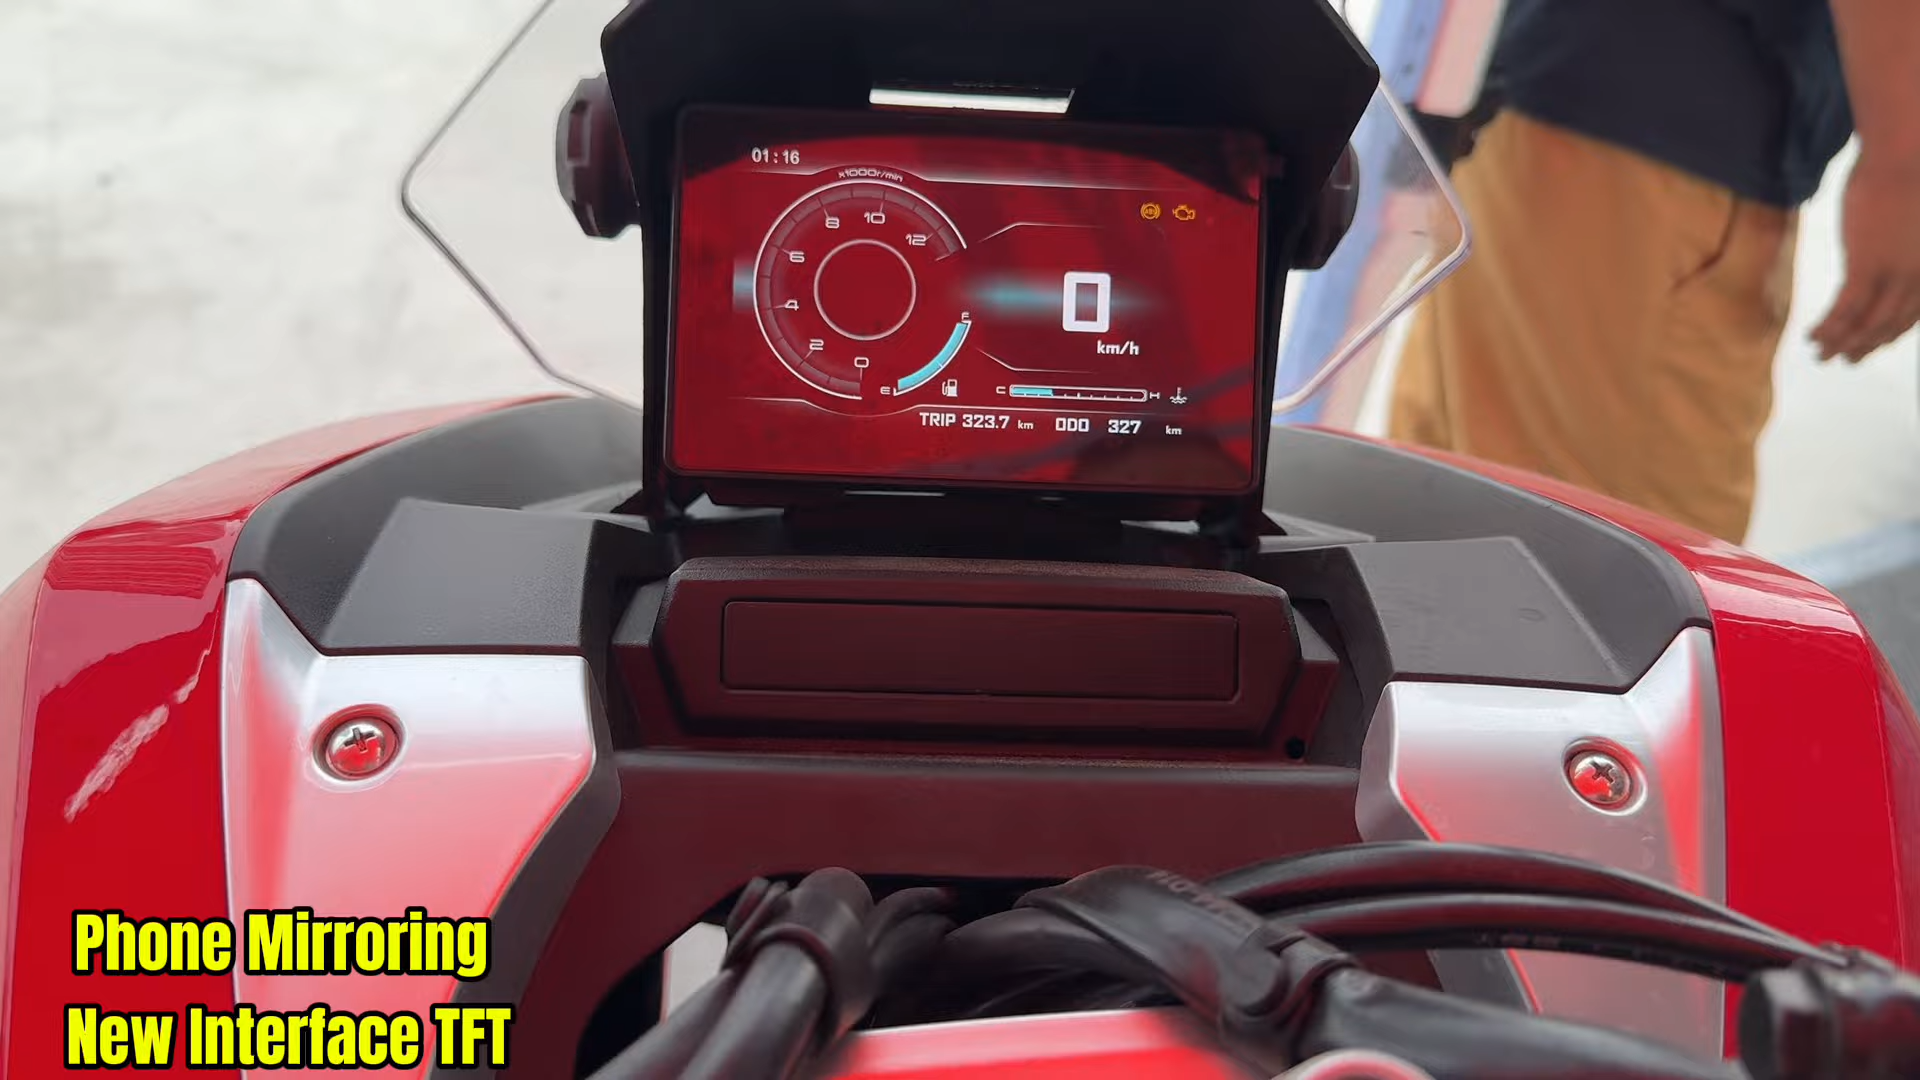 01:16
x1000r/min
8 10
12
6
4
2
0
F
E
0
km/h
C H
TRIP 323.7 km ODO 327 km
ABS
Phone Mirroring
New Interface TFT